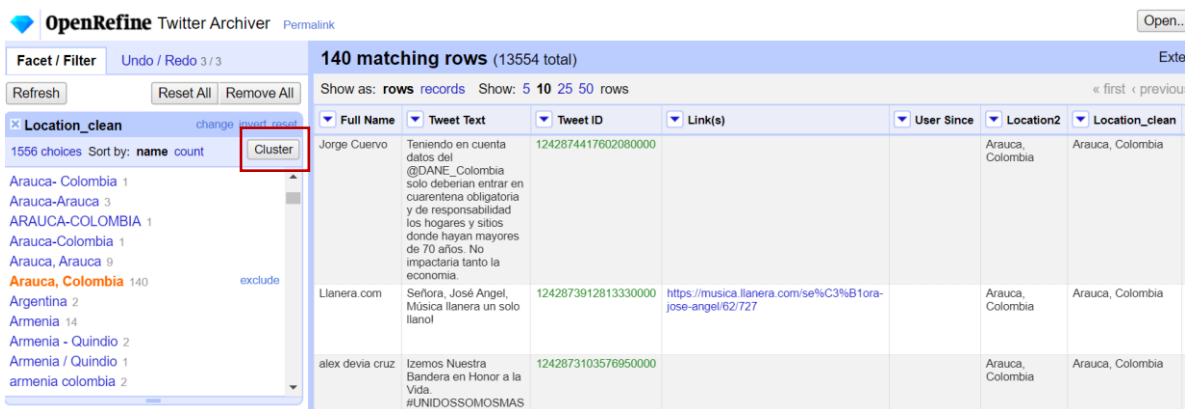 OpenRefine Twitter Archiver Permalink
Open...
Facet / Filter Undo / Redo 3 / 3
140 matching rows (13554 total)
Exte
Refresh Reset All Remove All
Show as: rows records Show: 5 10 25 50 rows
« first ‹ previous
Location_clean change invert reset
1556 choices Sort by: name count Cluster
Arauca- Colombia 1
Arauca-Arauca 3
ARAUCA-COLOMBIA 1
Arauca-Colombia 1
Arauca, Arauca 9
Arauca, Colombia 140 exclude
Argentina 2
Armenia 14
Armenia - Quindio 2
Armenia / Quindio 1
armenia colombia 2
Full Name Tweet Text Tweet ID Link(s) User Since Location2 Location_clean
Jorge Cuervo
Teniendo en cuenta
datos del
@DANE_Colombia
solo deberian entrar en
cuarentena obligatoria
y de responsabilidad
los hogares y sitios
donde hayan mayores
de 70 años. No
impactaria tanto la
economia.
1242874417602080000
Arauca,
Colombia
Arauca, Colombia
Llanera.com
Señora, José Angel,
Música llanera un solo
llano!
1242873912813330000
https://musica.llanera.com/se%C3%B1ora-
jose-angel/62/727
Arauca,
Colombia
Arauca, Colombia
alex devia cruz
Izemos Nuestra
Bandera en Honor a la
Vida.
#UNIDOSSOMOSMAS
1242873103576950000
Arauca,
Colombia
Arauca, Colombia